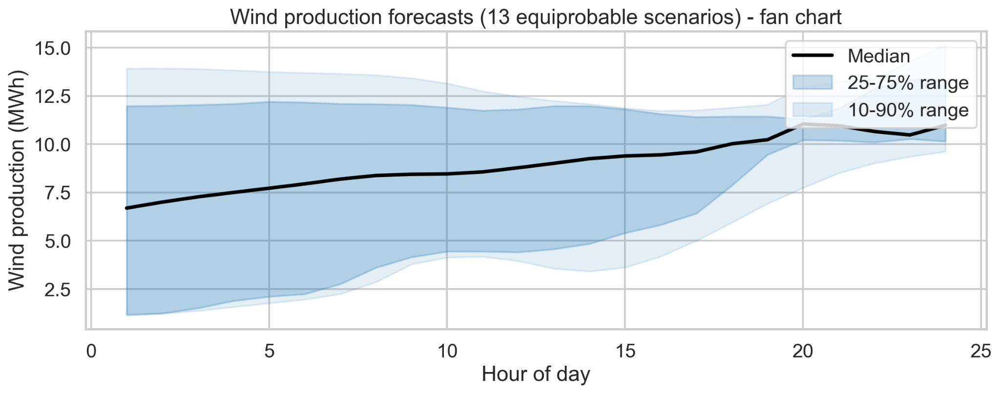 Wind production forecasts (13 equiprobable scenarios) - fan chart
Wind production (MWh)
15.0
12.5
10.0
7.5
5.0
2.5
Median
25-75% range
10-90% range
0 5 10 15 20 25
Hour of day